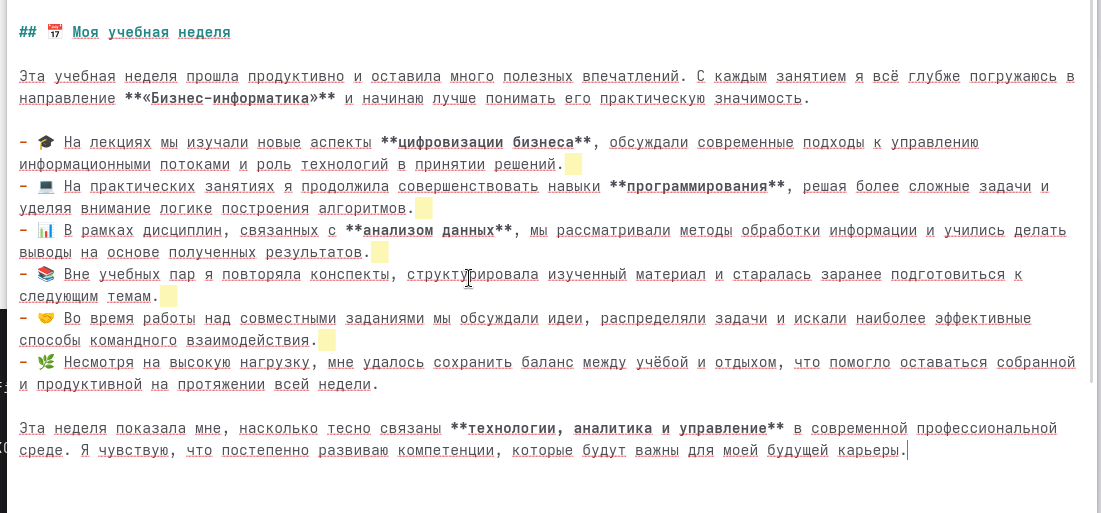 ## 📅 Моя учебная неделя
Эта учебная неделя прошла продуктивно и оставила много полезных впечатлений. С каждым занятием я всё глубже погружаюсь в
направление **«Бизнес-информатика»** и начинаю лучше понимать его практическую значимость.
- 🎓 На лекциях мы изучали новые аспекты **цифровизации бизнеса**, обсуждали современные подходы к управлению
информационными потоками и роль технологий в принятии решений.
- 💻 На практических занятиях я продолжила совершенствовать навыки **программирования**, решая более сложные задачи и
уделяя внимание логике построения алгоритмов.
- 📊 В рамках дисциплин, связанных с **анализом данных**, мы рассматривали методы обработки информации и учились делать
выводы на основе полученных результатов.
- 📚 Вне учебных пар я повторяла конспекты, структурировала изученный материал и старалась заранее подготовиться к
следующим темам.
- 🤝 Во время работы над совместными заданиями мы обсуждали идеи, распределяли задачи и искали наиболее эффективные
способы командного взаимодействия.
- 🌿 Несмотря на высокую нагрузку, мне удалось сохранить баланс между учёбой и отдыхом, что помогло оставаться собранной
и продуктивной на протяжении всей недели.
Эта неделя показала мне, насколько тесно связаны **технологии, аналитика и управление** в современной профессиональной
среде. Я чувствую, что постепенно развиваю компетенции, которые будут важны для моей будущей карьеры.